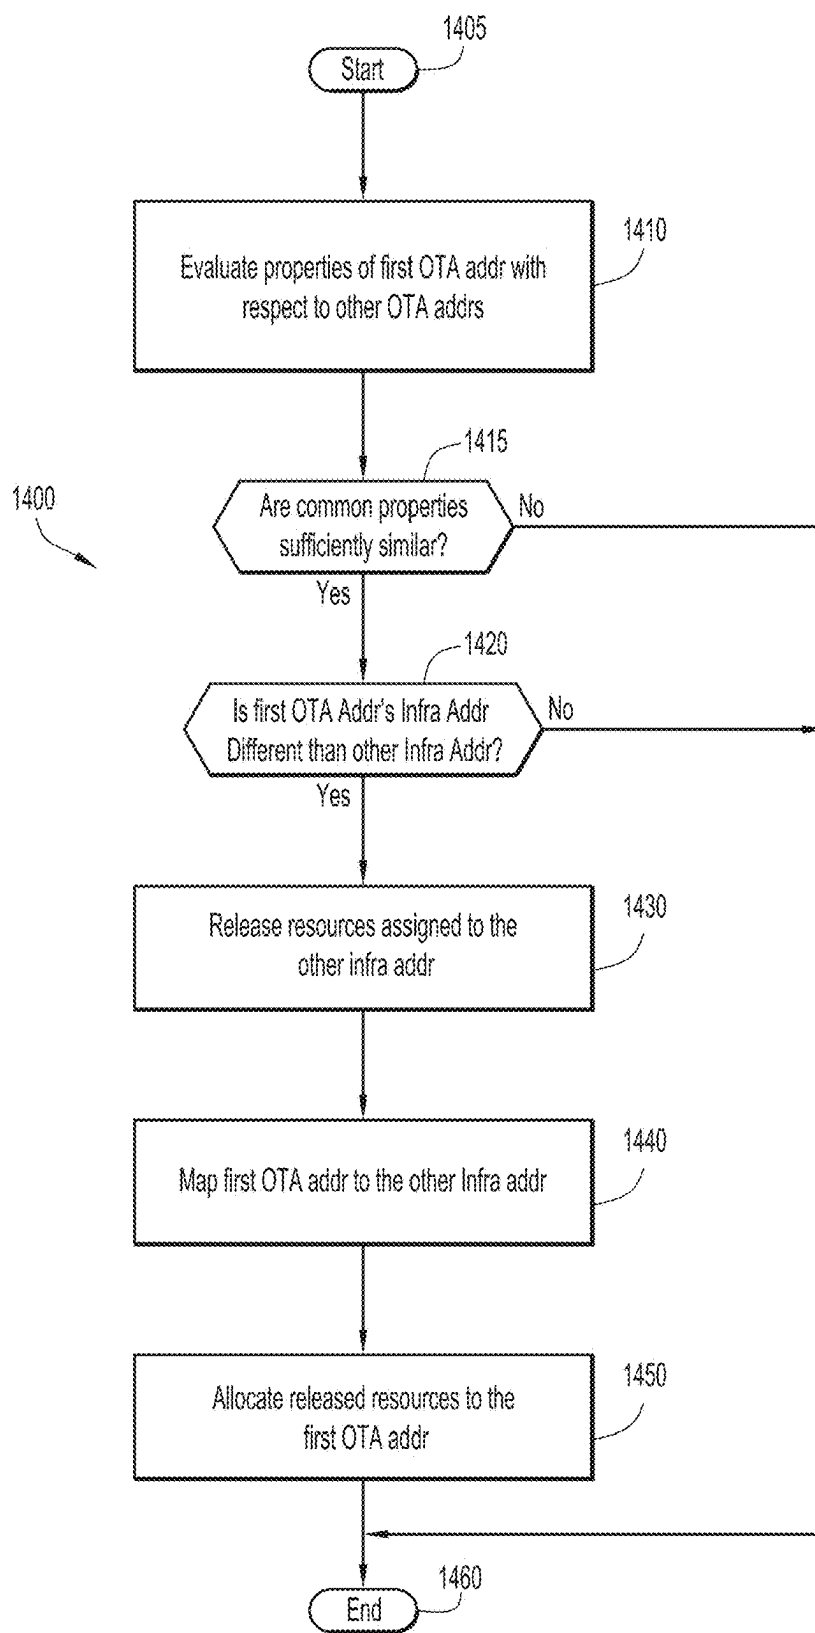 1405
Start
1410
Evaluate properties of first OTA addr with
respect to other OTA addrs
1415
1400
Are common properties
sufficiently similar?
No
Yes
1420
Is first OTA Addr's Infra Addr
Different than other Infra Addr?
No
Yes
1430
Release resources assigned to the
other infra addr
1440
Map first OTA addr to the other Infra addr
1450
Allocate released resources to the
first OTA addr
1460
End